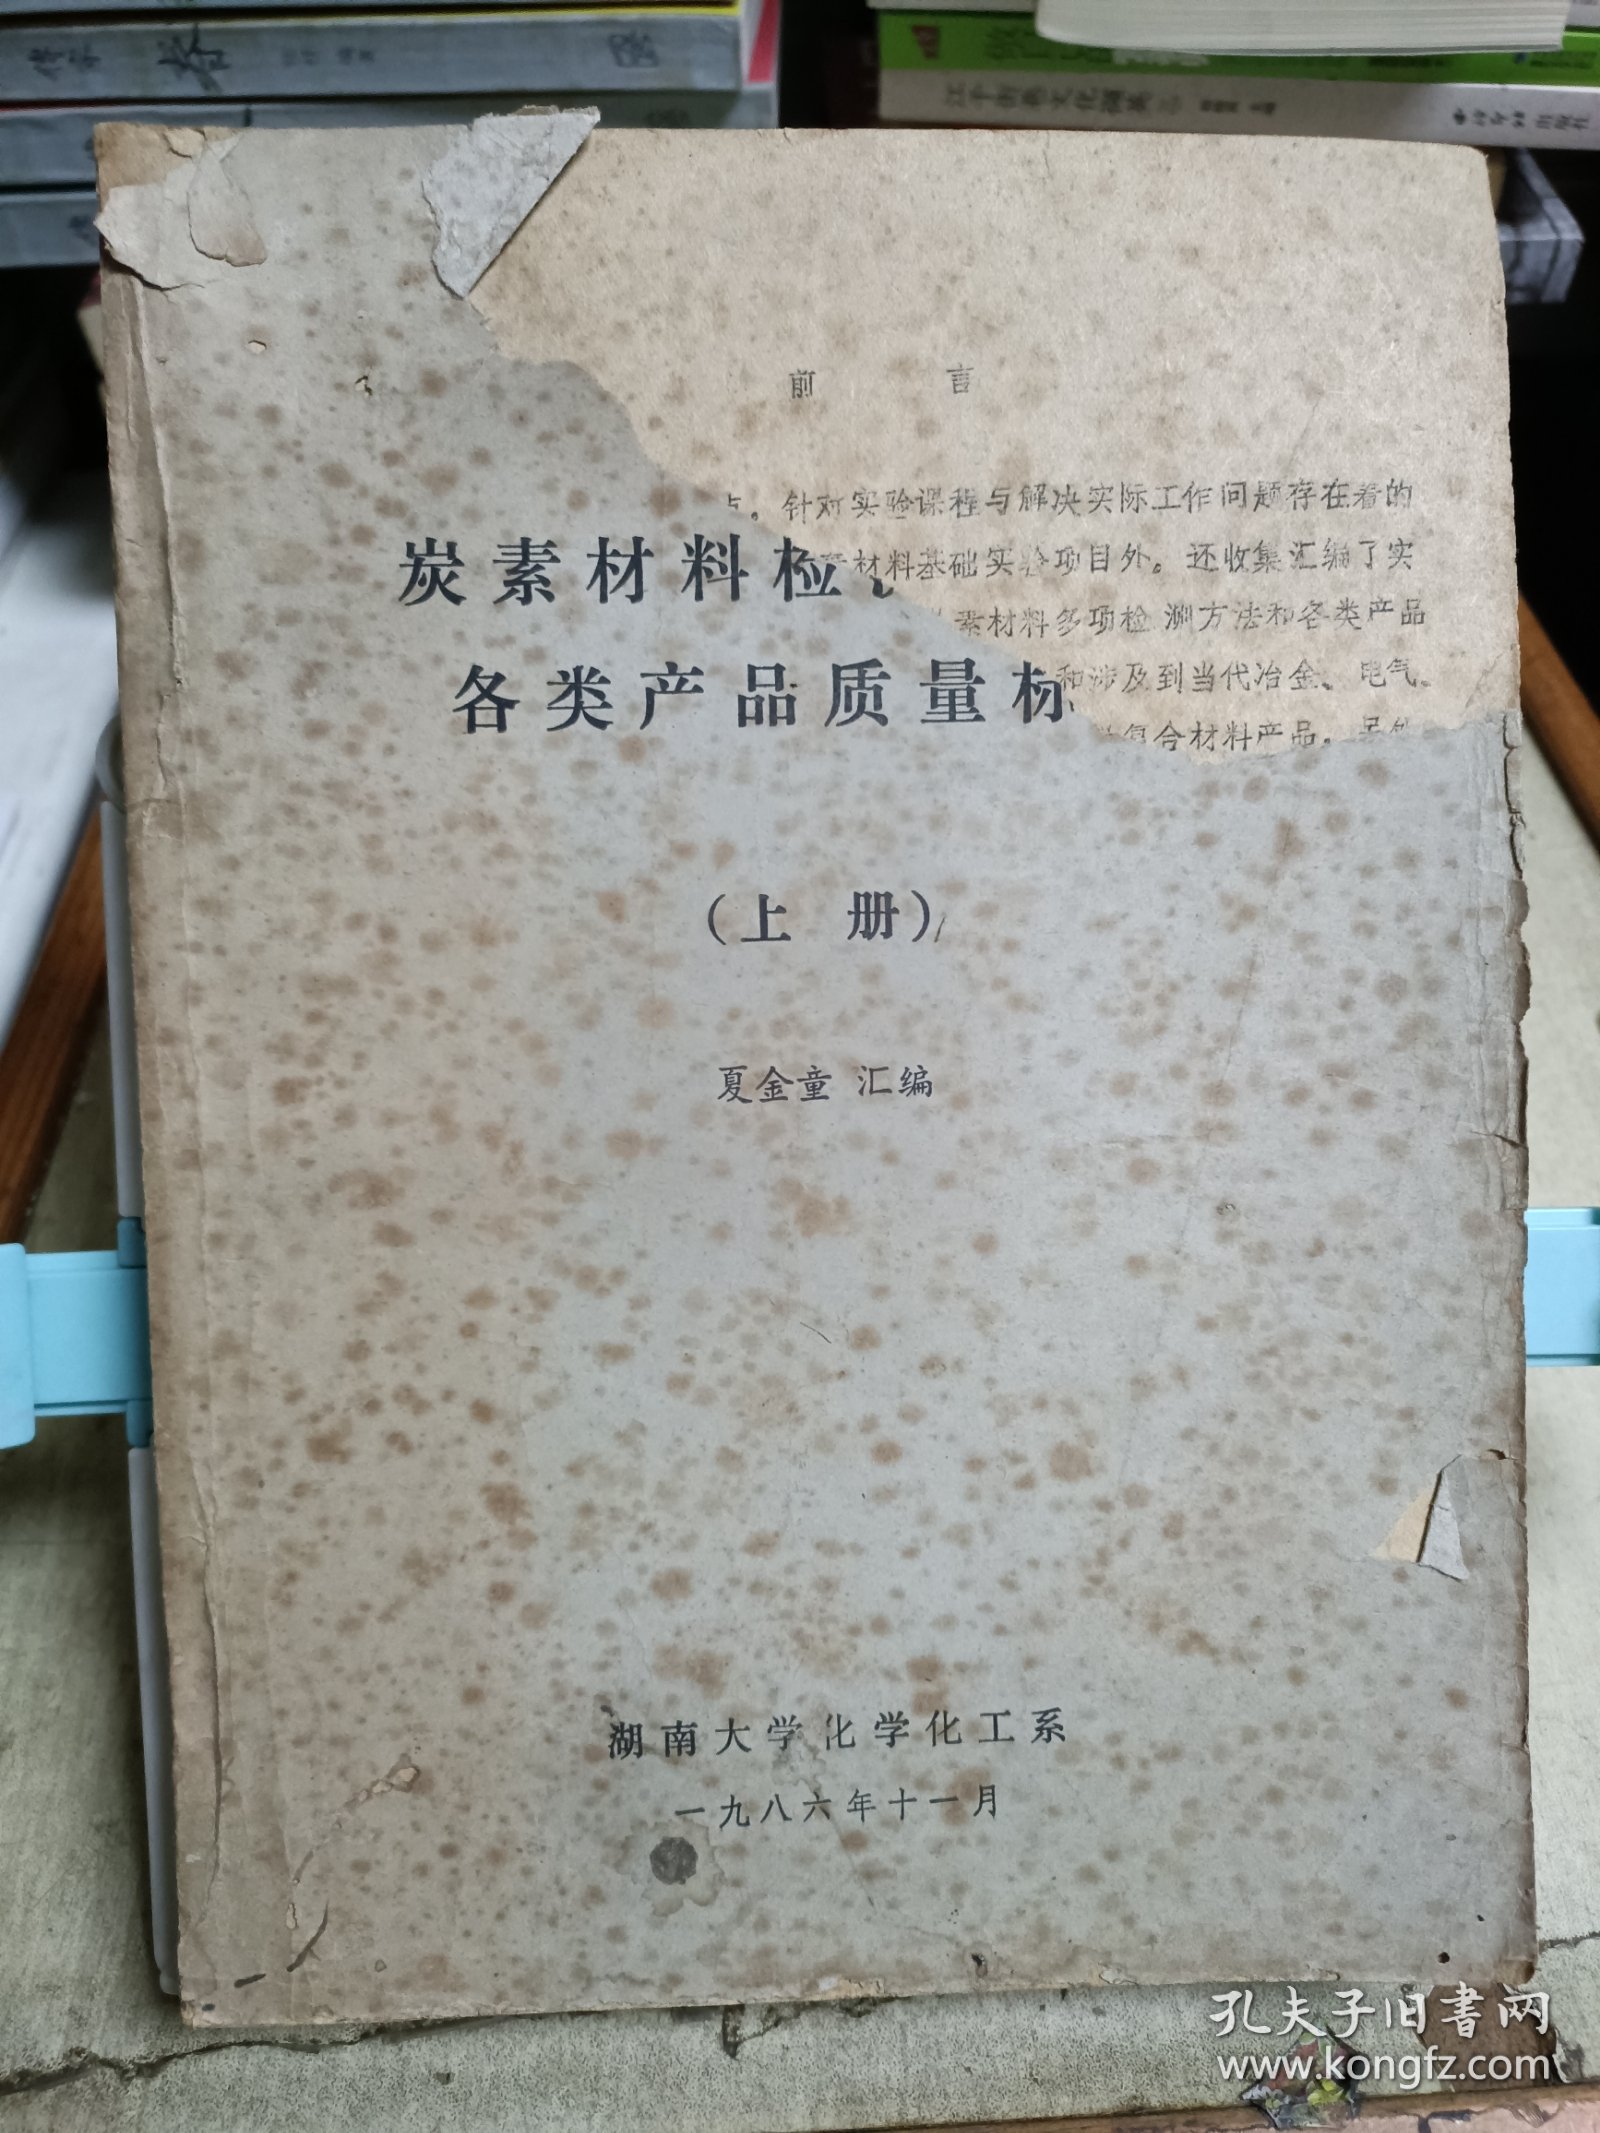 前 言
针对实验课程与解决实际工作问题存在着的
材料基础实验项目外。还收集汇编了实
素材料多项检测方法和各类产品
和涉及到当代冶金、电气。
复合材料产品。
炭素材料检
各类产品质量
（上 册）
夏金童 汇编
湖南大学化学化工系
一九八六年十一月
孔夫子旧书网
www.kongfz.com